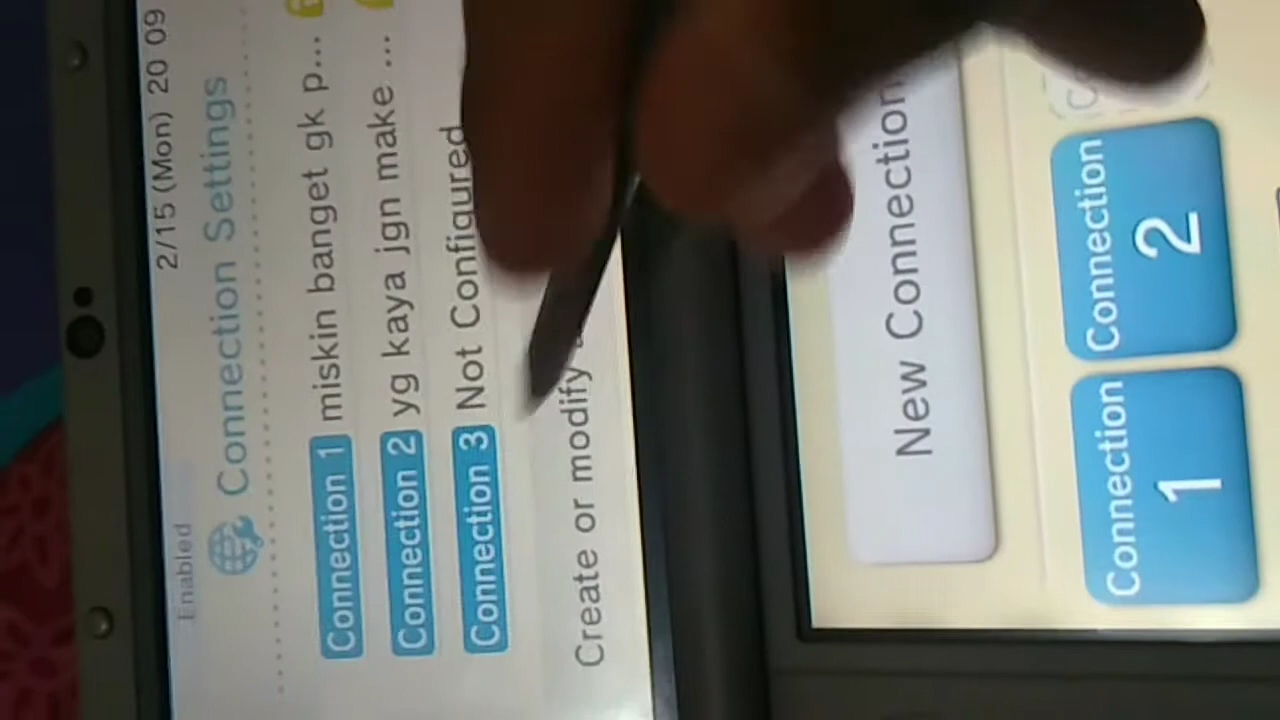 Enabled
2/15 (Mon) 20 09
Connection Settings
Connection 1 miskin banget gk p...
Connection 2 yg kaya jgn make ...
Connection 3 Not Configured
Create or modify
New Connection
Connection 1
Connection 2